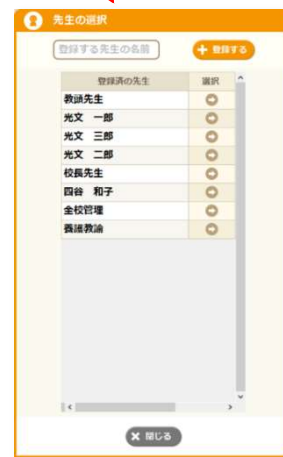 先生の選択
登録する先生の名前
+ 登録する
登録済の先生 選択
教頭先生
光文 一郎
光文 三郎
光文 二郎
校長先生
四谷 和子
全校管理
養護教諭
× 閉じる